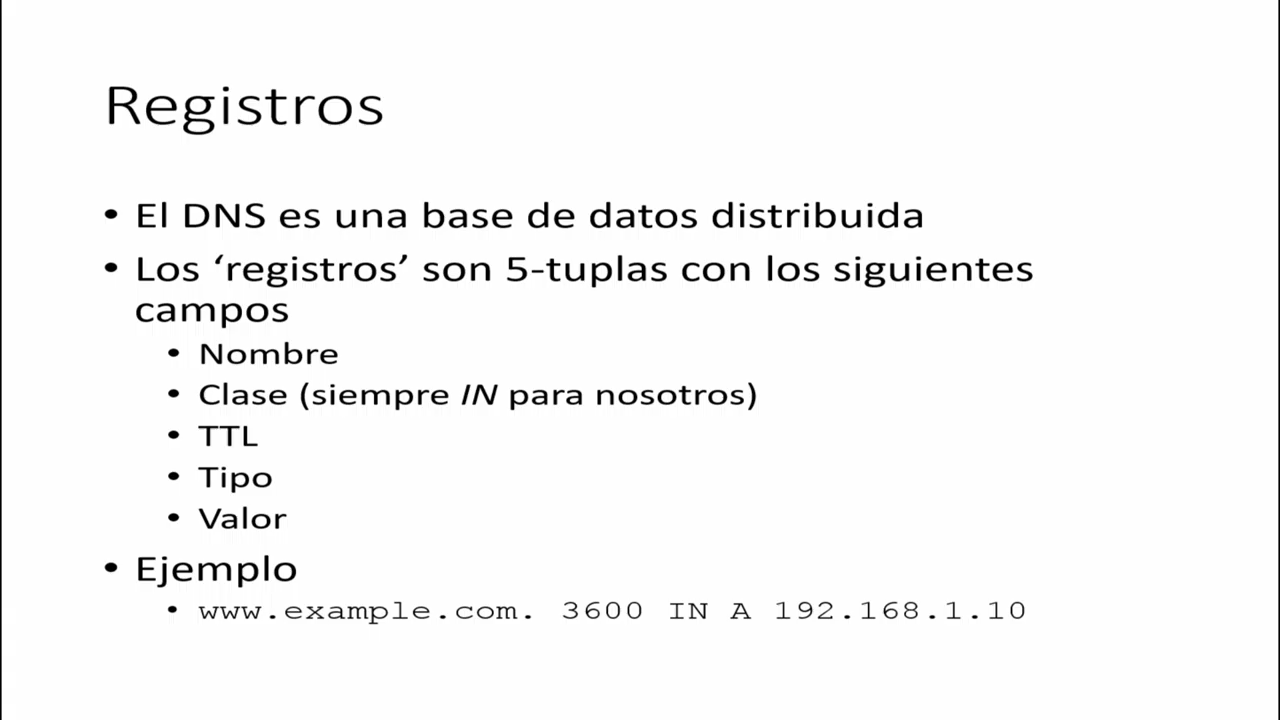 Registros
• El DNS es una base de datos distribuida
• Los ‘registros’ son 5-tuplas con los siguientes
campos
• Nombre
• Clase (siempre IN para nosotros)
• TTL
• Tipo
• Valor
• Ejemplo
• www.example.com. 3600 IN A 192.168.1.10